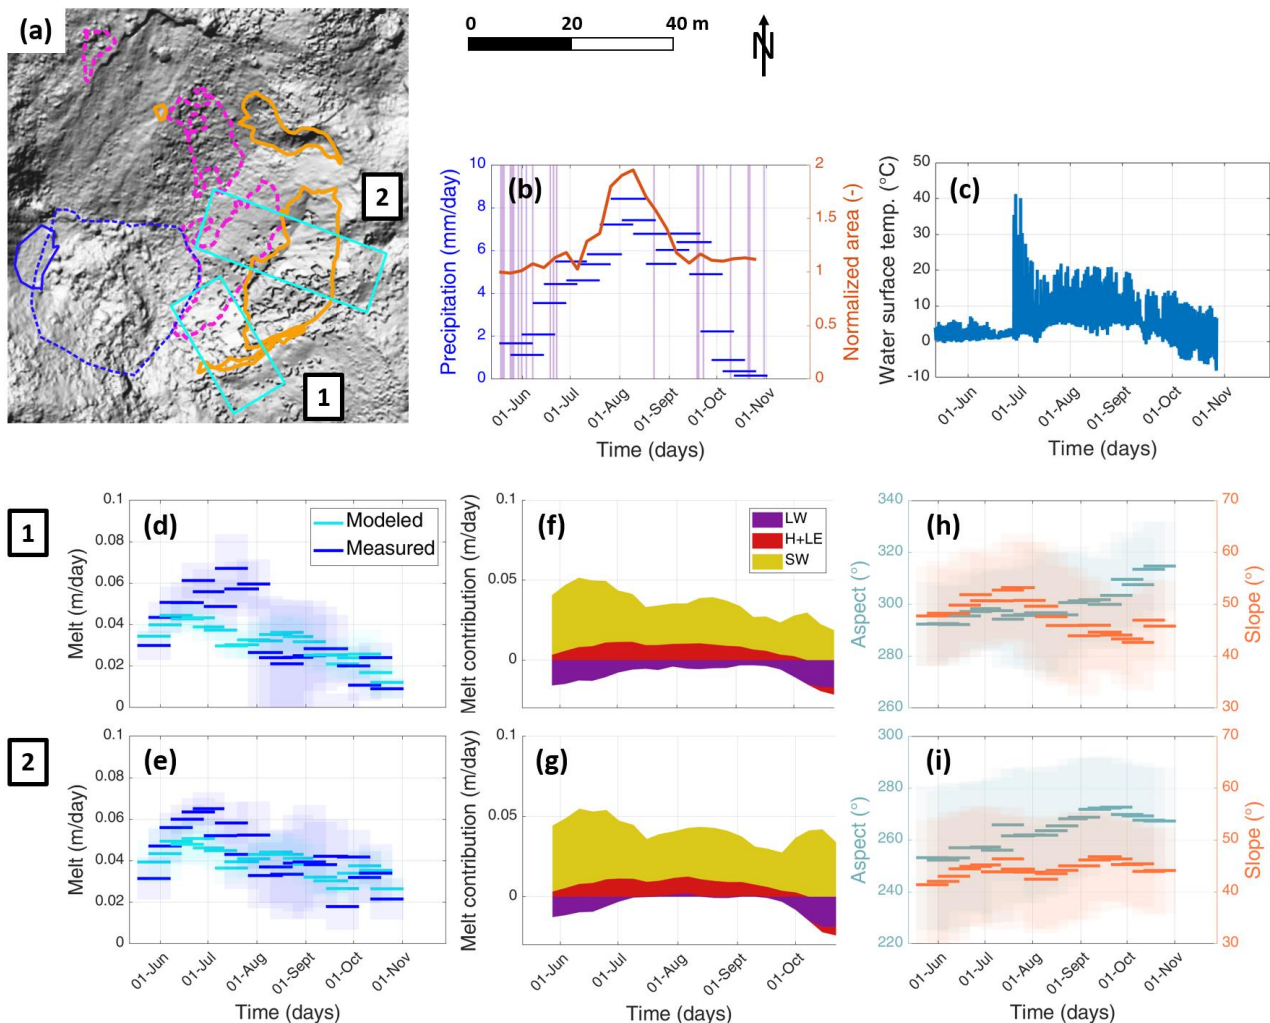 (a)
0 20 40 m
N
2
1
(b)
Precipitation (mm/day)
10
8
6
4
2
0
Normalized area (-)
2
1.5
1
0.5
0
01-Jun 01-Jul 01-Aug 01-Sept 01-Oct 01-Nov
Time (days)
(c)
Water surface temp. (°C)
50
40
30
20
10
0
-10
01-Jun 01-Jul 01-Aug 01-Sept 01-Oct 01-Nov
Time (days)
1
(d)
Melt (m/day)
0.1
0.08
0.06
0.04
0.02
0
Modeled
Measured
(f)
Melt contribution (m/day)
0.1
0.05
0
LW
H+LE
SW
(h)
Aspect (°)
340
320
300
280
260
Slope (°)
70
60
50
40
30
2
(e)
Melt (m/day)
0.1
0.08
0.06
0.04
0.02
0
01-Jun 01-Jul 01-Aug 01-Sept 01-Oct 01-Nov
Time (days)
(g)
Melt contribution (m/day)
0.1
0.05
0
01-Jun 01-Jul 01-Aug 01-Sept 01-Oct
Time (days)
(i)
Aspect (°)
300
280
260
240
220
Slope (°)
70
60
50
40
30
01-Jun 01-Jul 01-Aug 01-Sept 01-Oct 01-Nov
Time (days)